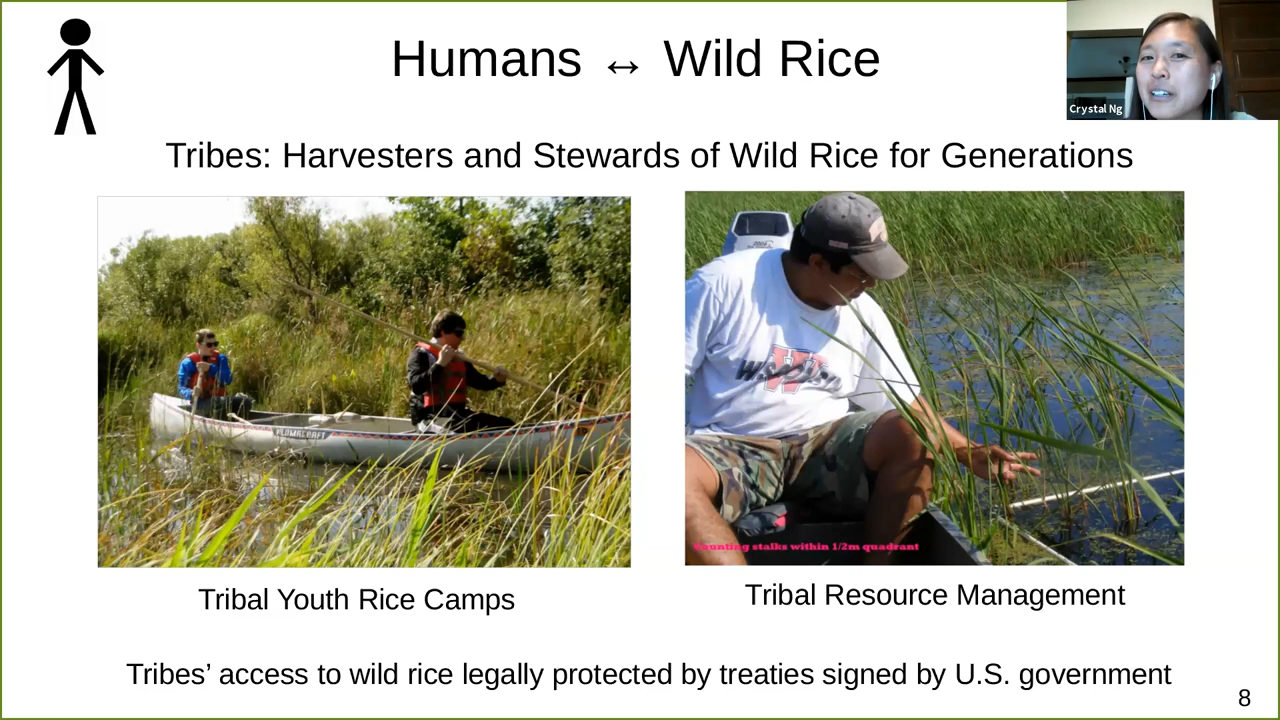 Humans ↔ Wild Rice
Crystal Ng
Tribes: Harvesters and Stewards of Wild Rice for Generations
counting stalks within 1/2m quadrant
Tribal Youth Rice Camps
Tribal Resource Management
Tribes’ access to wild rice legally protected by treaties signed by U.S. government
8